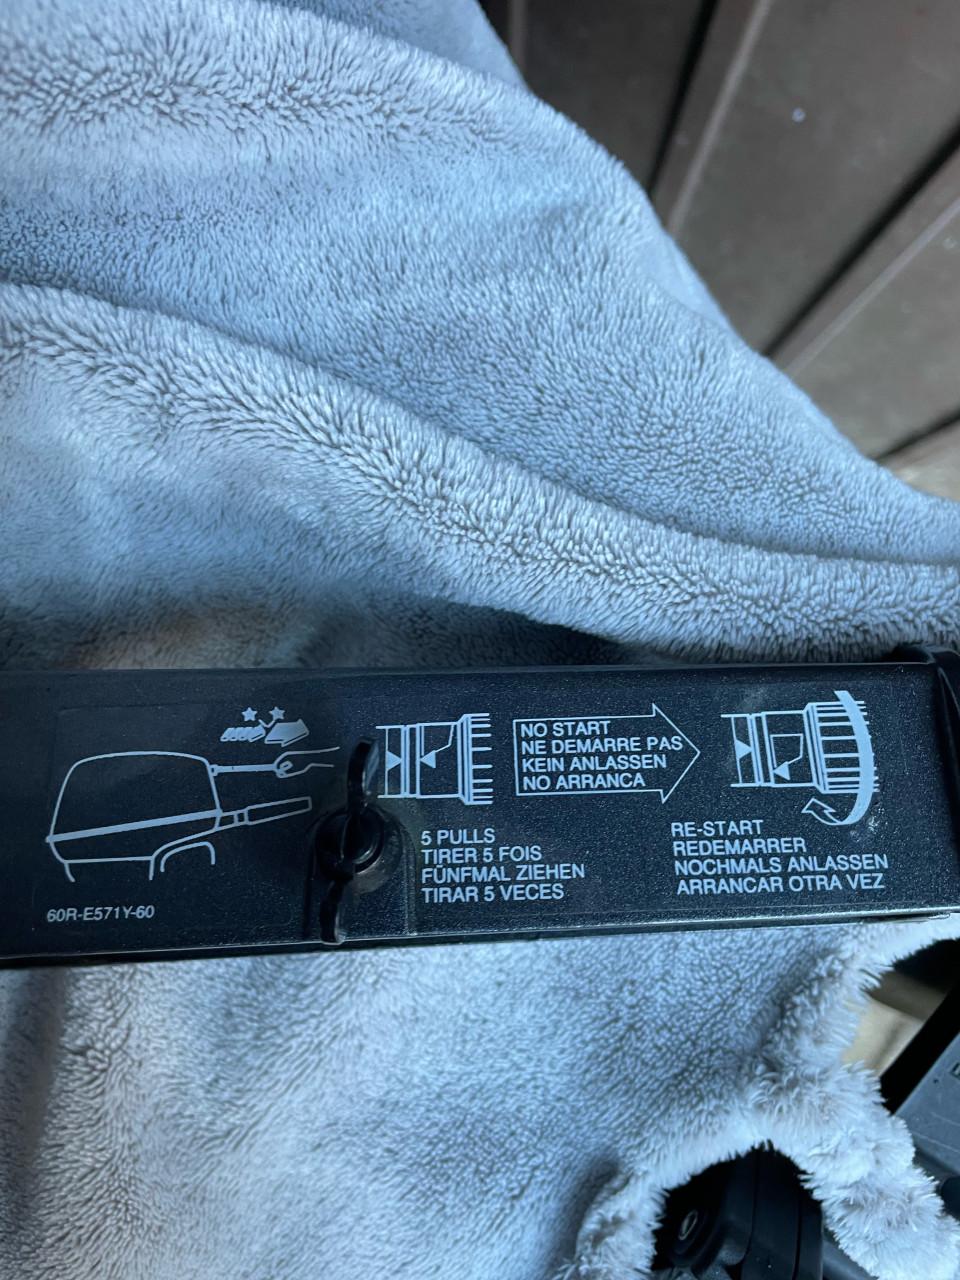 NO START
NE DEMARRE PAS
KEIN ANLASSEN
NO ARRANCA
5 PULLS
TIRER 5 FOIS
FÜNFMAL ZIEHEN
TIRAR 5 VECES
RE-START
REDEMARRER
NOCHMALS ANLASSEN
ARRANCAR OTRA VEZ
60R-E571Y-60